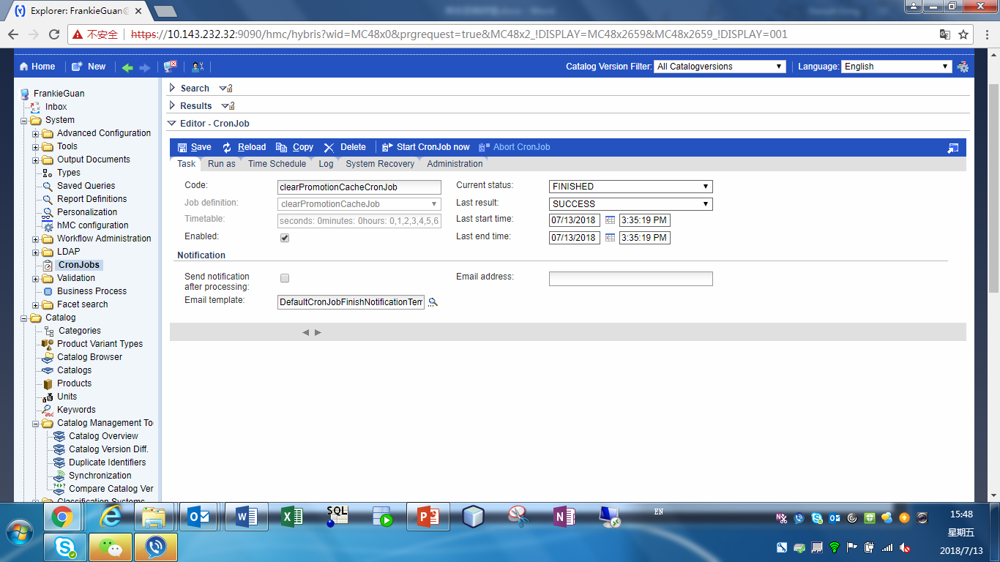 Explorer: FrankieGuan@
不安全 https://10.143.232.32:9090/hmc/hybris?wid=MC48x0&prgrequest=true&MC48x2_!DISPLAY=MC48x2659&MC48x2659_!DISPLAY=001
Home New Catalog Version Filter: All Catalogversions Language: English
FrankieGuan
Inbox
System
Advanced Configuration
Tools
Output Documents
Types
Saved Queries
Report Definitions
Personalization
hMC configuration
Workflow Administration
LDAP
CronJobs
Validation
Business Process
Facet search
Catalog
Categories
Product Variant Types
Catalog Browser
Catalogs
Products
Units
Keywords
Catalog Management To
Catalog Overview
Catalog Version Diff.
Duplicate Identifiers
Synchronization
Compare Catalog Ver
Classification Systems
Search
Results
Editor - CronJob
Save Reload Copy Delete Start CronJob now Abort CronJob
Task Run as Time Schedule Log System Recovery Administration
Code: clearPromotionCacheCronJob Current status: FINISHED
Job definition: clearPromotionCacheJob Last result: SUCCESS
Timetable: seconds: 0minutes: 0hours: 0,1,2,3,4,5,6 Last start time: 07/13/2018 3:35:19 PM
Enabled: Last end time: 07/13/2018 3:35:19 PM
Notification
Send notification after processing: Email address:
Email template: DefaultCronJobFinishNotificationTem
SQL
EN
15:48
星期五
2018/7/13